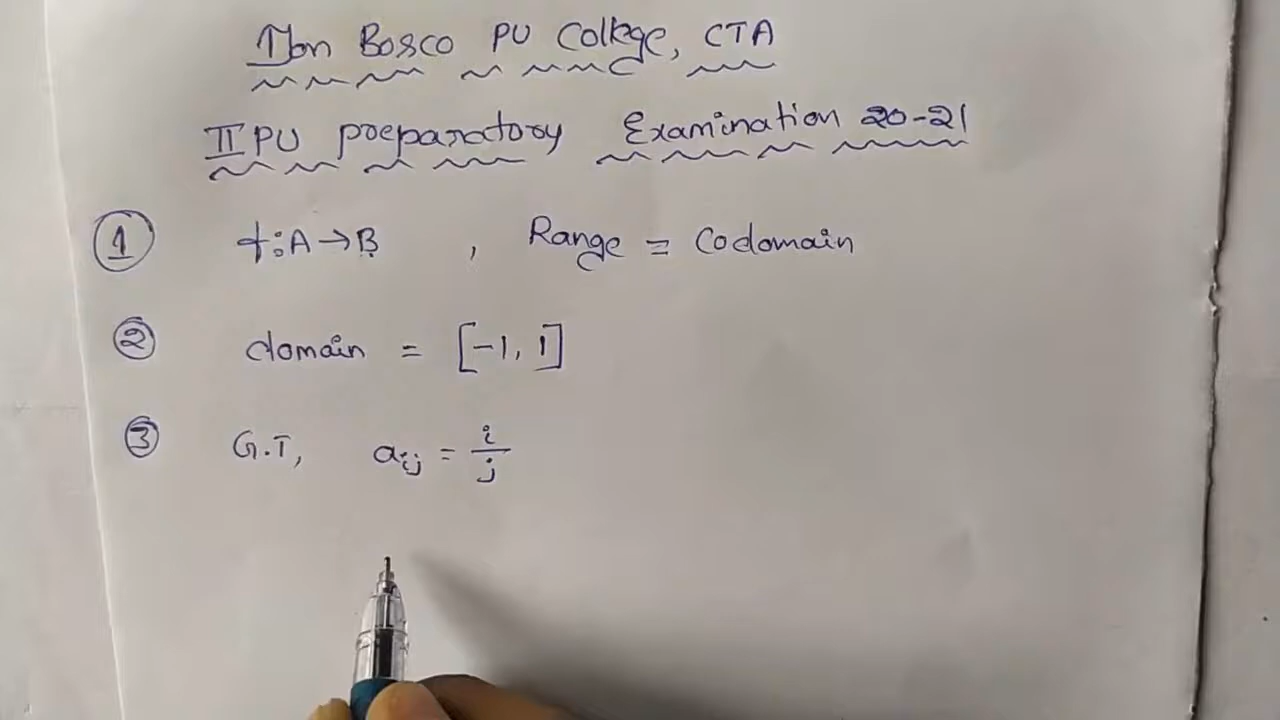 Don Bosco PU College, CTA
II PU preparatory Examination 20-21
1 f:A→B , Range = Codomain
2 domain = [-1, 1]
3 G.T, aij = i/j